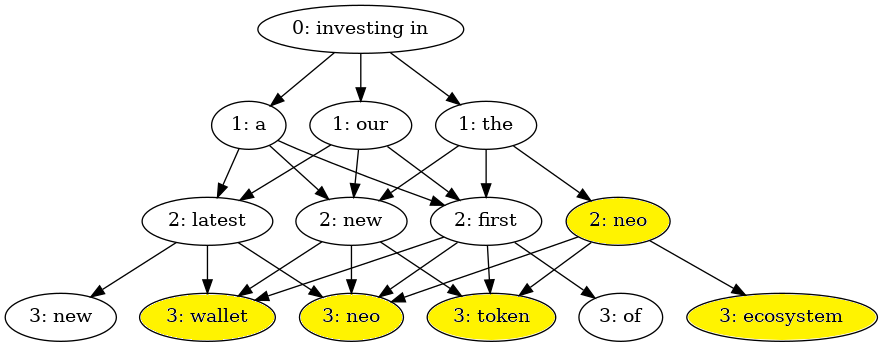 0: investing in
1: a
1: our
1: the
2: latest
2: new
2: first
2: neo
3: new
3: wallet
3: neo
3: token
3: of
3: ecosystem